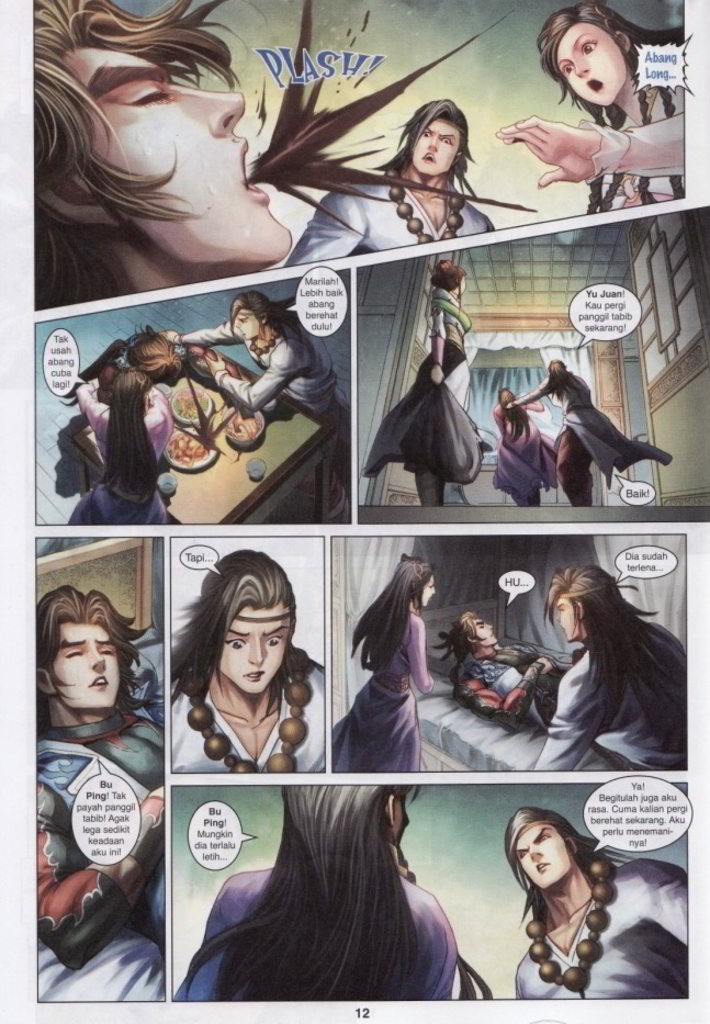 PLASH!
Abang
Long...
Tak
usah
abang
cuba
lagi!
Marilah!
Lebih baik
abang
berehat
dulu!
Yu Juan!
Kau pergi
panggil tabib
sekarang!
Baik!
Bu
Ping! Tak
payah panggil
tabib! Agak
lega sedikit
keadaan
aku ini!
Tapi...
HU...
Dia sudah
terlena...
Bu
Ping!
Mungkin
dia terlalu
letih...
Ya!
Begitulah juga aku
rasa. Cuma kalian pergi
berehat sekarang. Aku
perlu menemani-
nya!
12